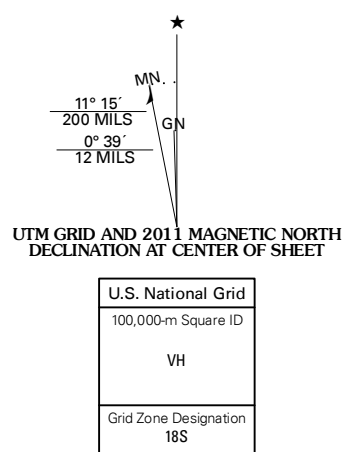 MN
11° 15´
200 MILS
GN
0° 39´
12 MILS
UTM GRID AND 2011 MAGNETIC NORTH
DECLINATION AT CENTER OF SHEET
U.S. National Grid
100,000-m Square ID
VH
Grid Zone Designation
18S